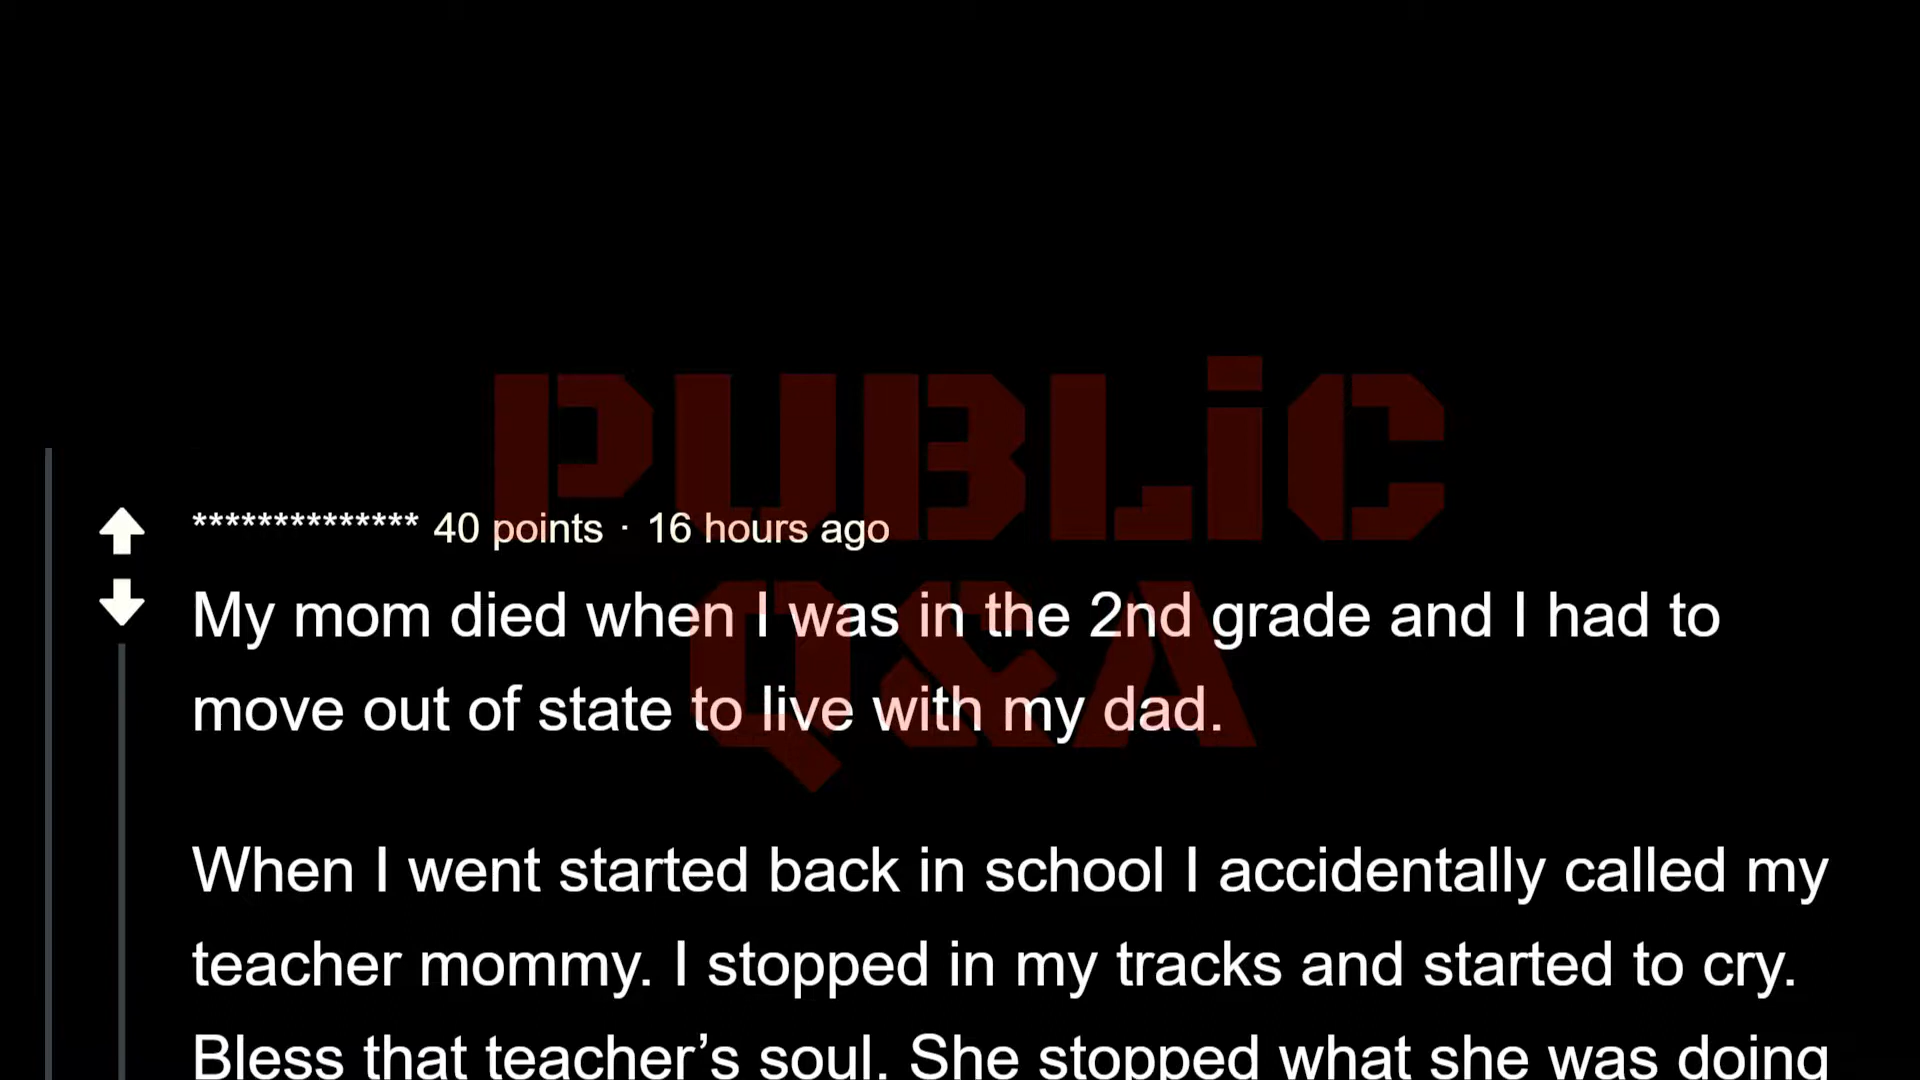 PUBLiC
Q&A
************** 40 points · 16 hours ago
My mom died when I was in the 2nd grade and I had to
move out of state to live with my dad.
When I went started back in school I accidentally called my
teacher mommy. I stopped in my tracks and started to cry.
Bless that teacher’s soul. She stopped what she was doing